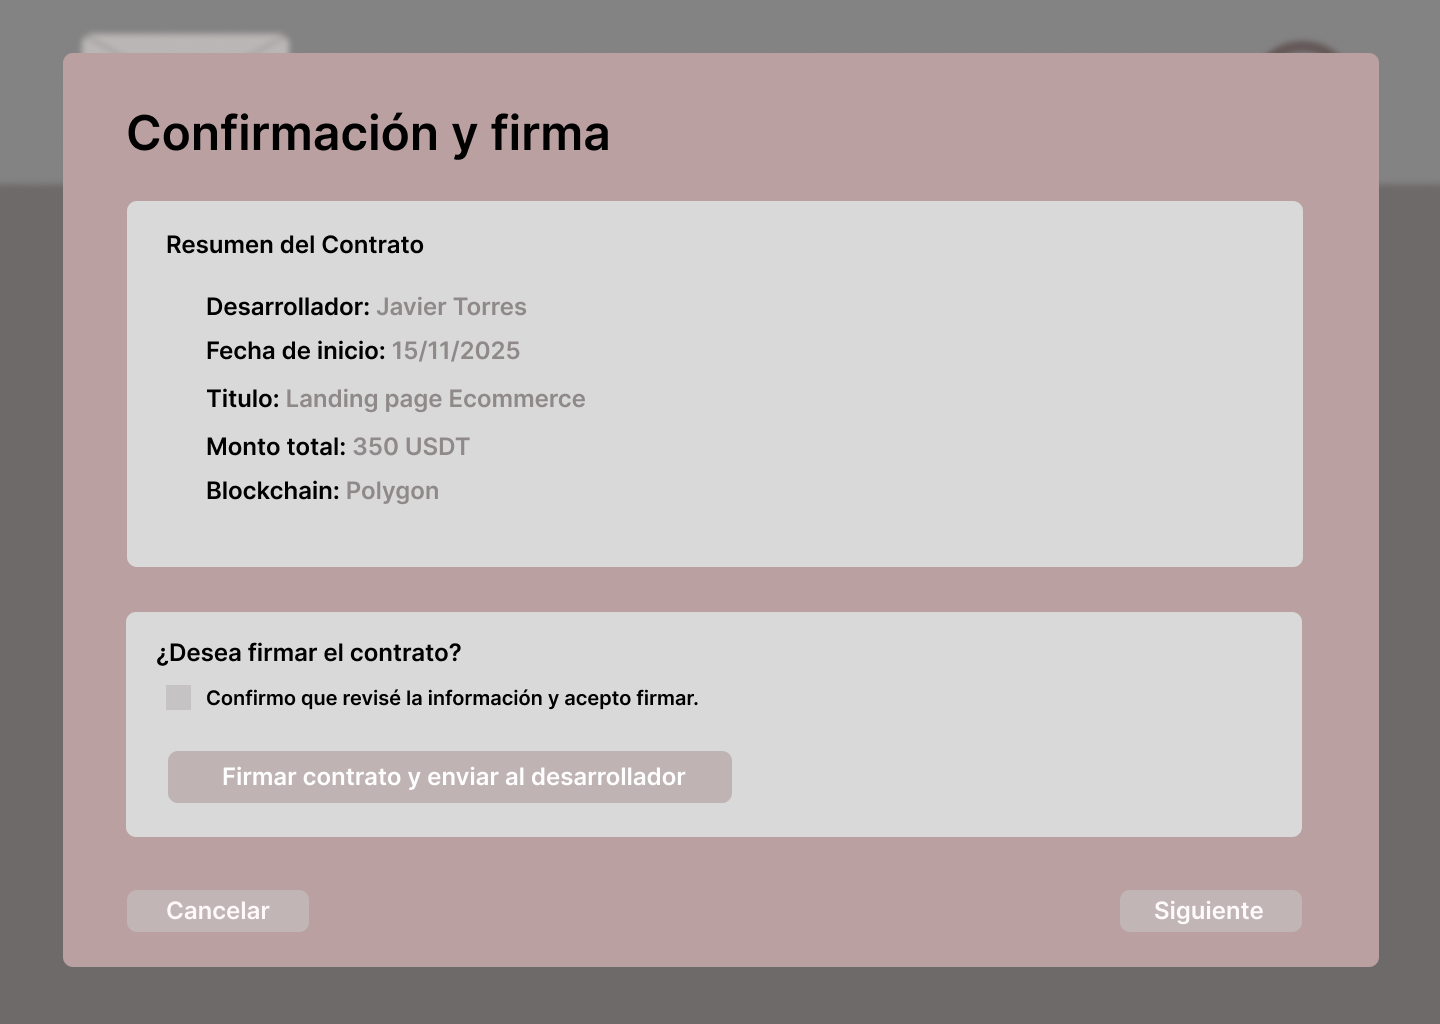 Confirmación y firma
Resumen del Contrato
Desarrollador: Javier Torres
Fecha de inicio: 15/11/2025
Titulo: Landing page Ecommerce
Monto total: 350 USDT
Blockchain: Polygon
¿Desea firmar el contrato?
Confirmo que revisé la información y acepto firmar.
Firmar contrato y enviar al desarrollador
Cancelar
Siguiente